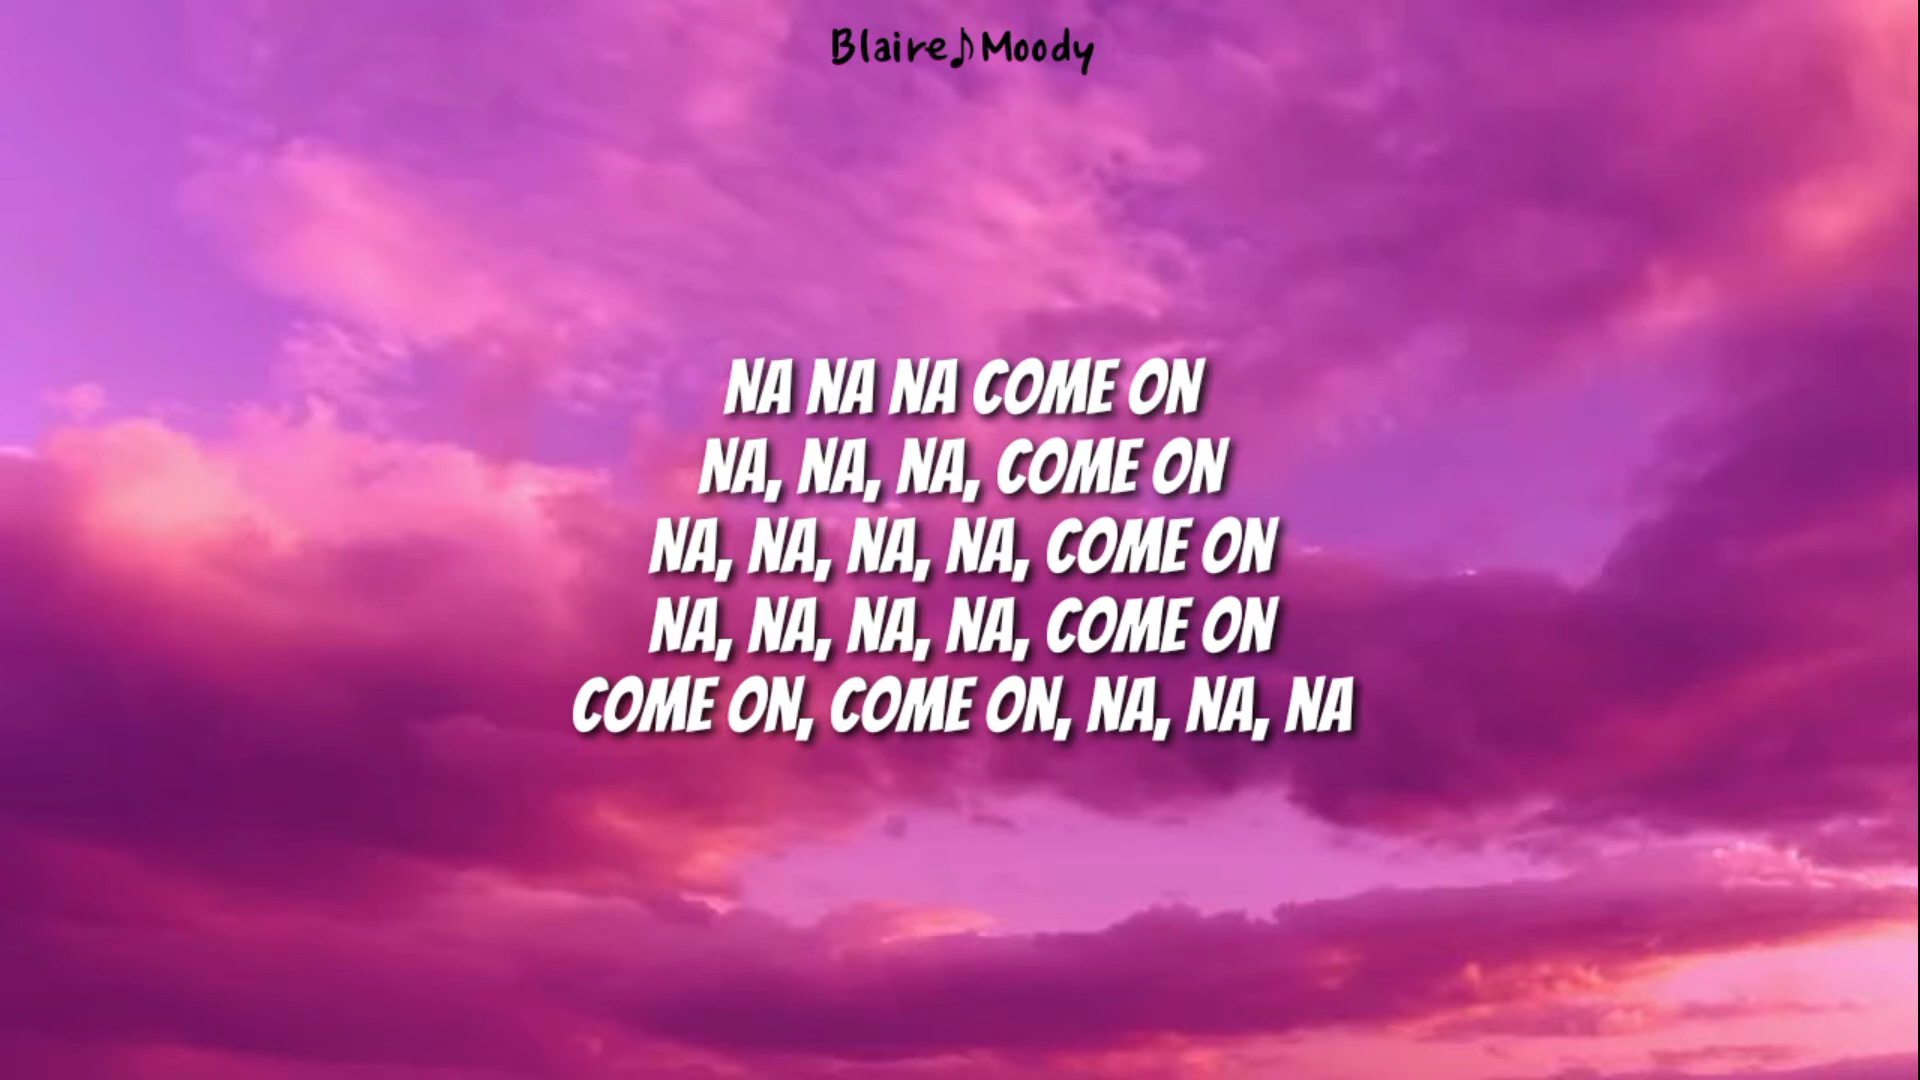 Blaire♪Moody
NA NA NA COME ON
NA, NA, NA, COME ON
NA, NA, NA, NA, COME ON
NA, NA, NA, NA, COME ON
COME ON, COME ON, NA, NA, NA